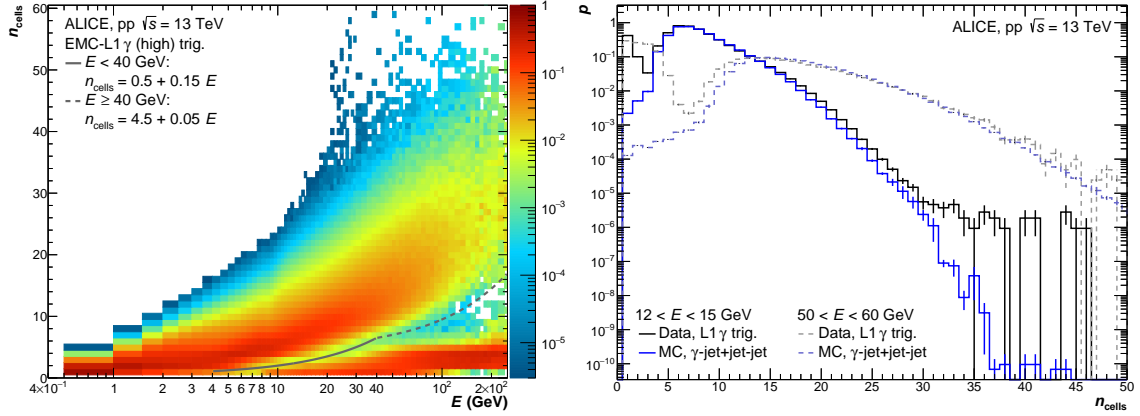 n_cells
60
50
40
30
20
10
0
ALICE, pp √s = 13 TeV
EMC-L1 γ (high) trig.
E < 40 GeV:
n_cells = 0.5 + 0.15 E
E ≥ 40 GeV:
n_cells = 4.5 + 0.05 E
4×10⁻¹ 1 2 3 4 5 6 7 8 10 20 30 40 10² 2×10²
E (GeV)
1
10⁻¹
10⁻²
10⁻³
10⁻⁴
10⁻⁵
p
1
10⁻¹
10⁻²
10⁻³
10⁻⁴
10⁻⁵
10⁻⁶
10⁻⁷
10⁻⁸
10⁻⁹
10⁻¹⁰
ALICE, pp √s = 13 TeV
12 < E < 15 GeV 50 < E < 60 GeV
Data, L1 γ trig. Data, L1 γ trig.
MC, γ-jet+jet-jet MC, γ-jet+jet-jet
0 5 10 15 20 25 30 35 40 45 50
n_cells